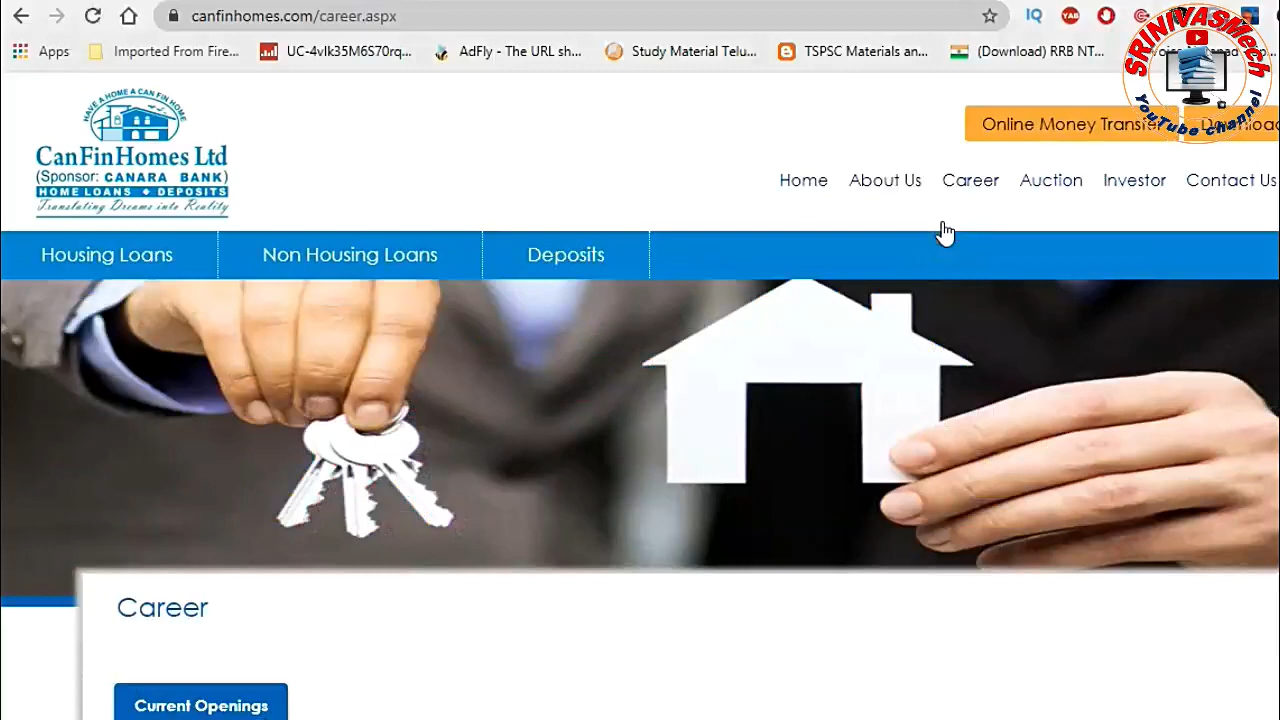 canfinhomes.com/career.aspx
IQ
YAB
Apps
Imported From Fire...
UC-4vlk35M6S70rq...
AdFly - The URL sh...
Study Material Telu...
TSPSC Materials an...
(Download) RRB NT...
SRINIVASMech
YouTube channel
HAVE A HOME A CAN FIN HOME
CanFinHomes Ltd
(Sponsor: CANARA BANK)
HOME LOANS ◆ DEPOSITS
Translating Dreams into Reality
Online Money Transfer
Home About Us Career Auction Investor Contact Us
Housing Loans Non Housing Loans Deposits
Career
Current Openings